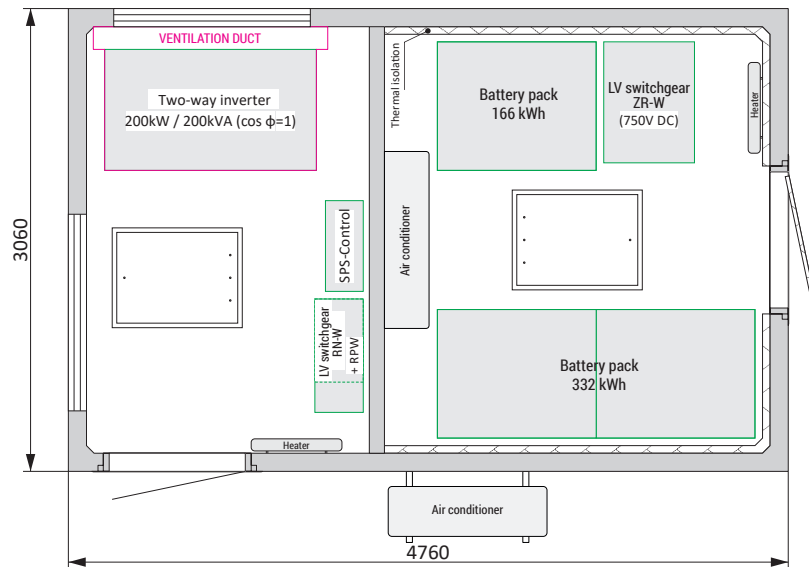 VENTILATION DUCT
Two-way inverter
200kW / 200kVA (cos ϕ=1)
Thermal isolation
Battery pack
166 kWh
LV switchgear
ZR-W
(750V DC)
Heater
3060
SPS-Control
Air conditioner
LV switchgear
RN-W
+ RPW
Battery pack
332 kWh
Heater
Air conditioner
4760